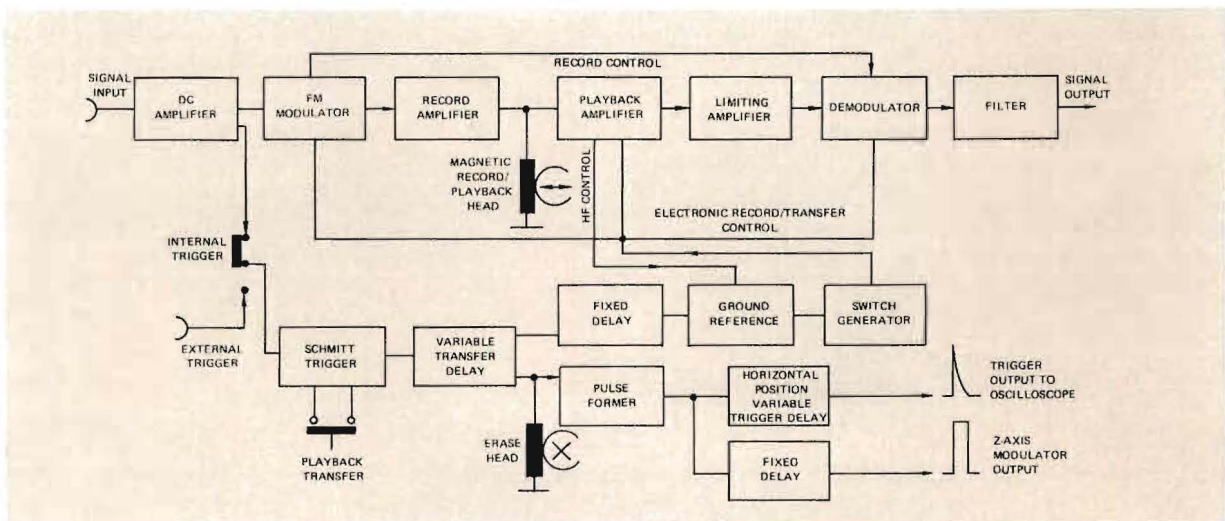 RECORD CONTROL
SIGNAL
INPUT
DC
AMPLIFIER
FM
MODULATOR
RECORD
AMPLIFIER
PLAYBACK
AMPLIFIER
LIMITING
AMPLIFIER
DEMODULATOR
FILTER
SIGNAL
OUTPUT
MAGNETIC
RECORD/
PLAYBACK
HEAD
HF CONTROL
ELECTRONIC RECORD/TRANSFER
CONTROL
INTERNAL
TRIGGER
EXTERNAL
TRIGGER
SCHMITT
TRIGGER
VARIABLE
TRANSFER
DELAY
FIXED
DELAY
GROUND
REFERENCE
SWITCH
GENERATOR
PLAYBACK
TRANSFER
ERASE
HEAD
PULSE
FORMER
HORIZONTAL
POSITION
VARIABLE
TRIGGER DELAY
TRIGGER
OUTPUT TO
OSCILLOSCOPE
FIXED
DELAY
Z-AXIS
MODULATOR
OUTPUT